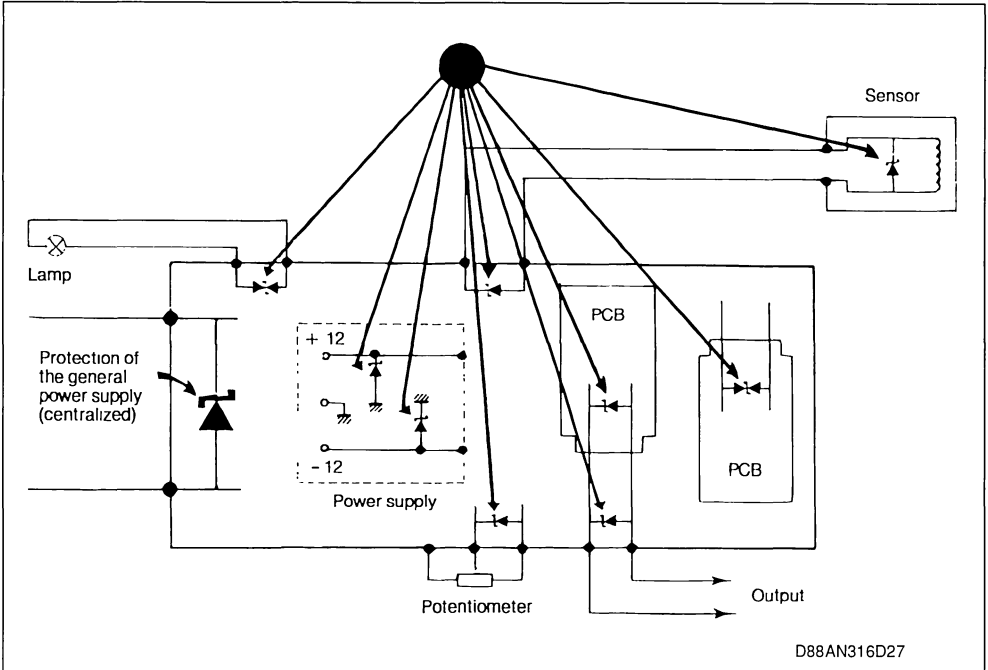 Sensor
Lamp
PCB
+ 12
Protection of
the general
power supply
(centralized)
PCB
- 12
Power supply
Potentiometer
Output
D88AN316D27